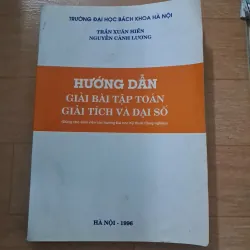 TRƯỜNG ĐẠI HỌC BÁCH KHOA HÀ NỘI
TRẦN XUÂN HIỂN
NGUYỄN CẢNH LƯƠNG
HƯỚNG DẪN
GIẢI BÀI TẬP TOÁN
GIẢI TÍCH VÀ ĐẠI SỐ
HÀ NỘI - 1996